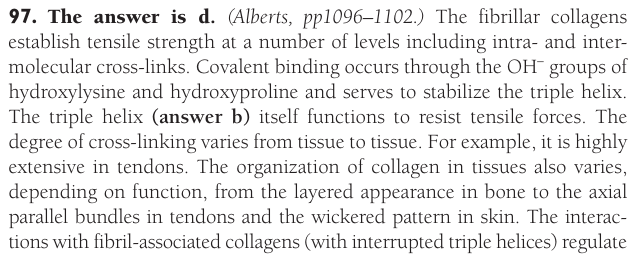 97. The answer is d. (Alberts, pp1096–1102.) The fibrillar collagens
establish tensile strength at a number of levels including intra- and inter-
molecular cross-links. Covalent binding occurs through the OH⁻ groups of
hydroxylysine and hydroxyproline and serves to stabilize the triple helix.
The triple helix (answer b) itself functions to resist tensile forces. The
degree of cross-linking varies from tissue to tissue. For example, it is highly
extensive in tendons. The organization of collagen in tissues also varies,
depending on function, from the layered appearance in bone to the axial
parallel bundles in tendons and the wickered pattern in skin. The interac-
tions with fibril-associated collagens (with interrupted triple helices) regulate